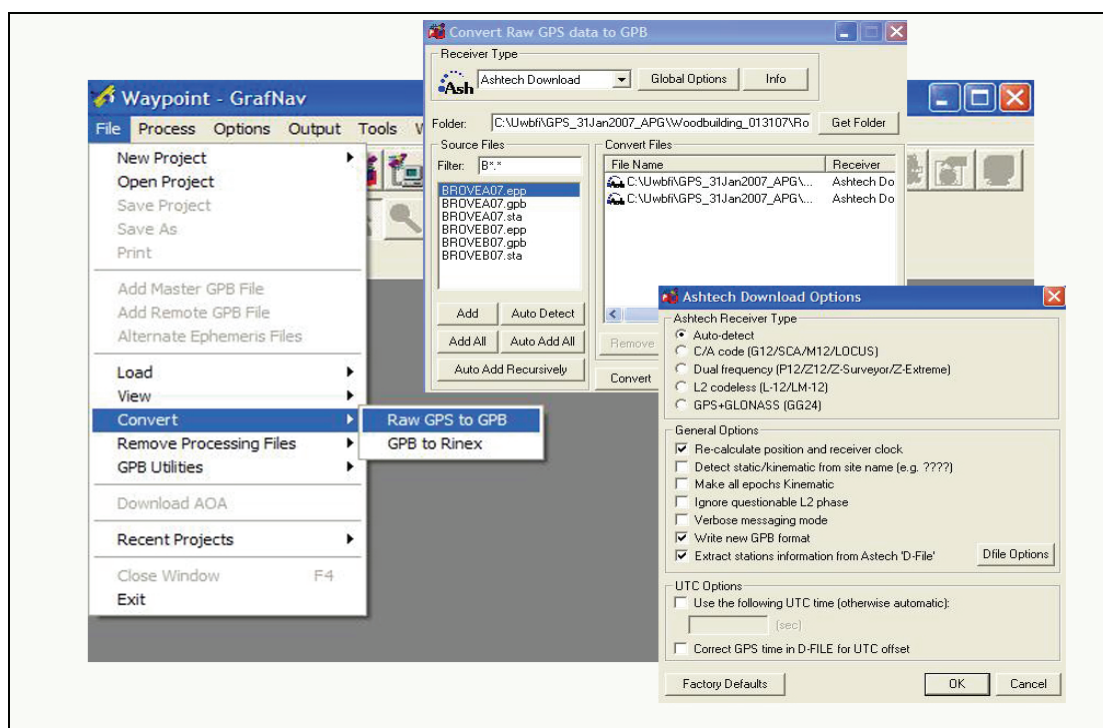 Waypoint - GrafNav
File Process Options Output Tools
New Project
Open Project
Save Project
Save As
Print
Add Master GPB File
Add Remote GPB File
Alternate Ephemeris Files
Load
View
Convert
Remove Processing Files
GPB Utilities
Download AOA
Recent Projects
Close Window F4
Exit
Raw GPS to GPB
GPB to Rinex
Convert Raw GPS data to GPB
Receiver Type
Ash Ashtech Download Global Options Info
Folder: C:\Uwbfi\GPS_31Jan2007_APG\Woodbuilding_013107\Ro Get Folder
Source Files
Filter: B*.*
BROVEA07.epp
BROVEA07.gpb
BROVEA07.sta
BROVEB07.epp
BROVEB07.gpb
BROVEB07.sta
Add Auto Detect
Add All Auto Add All
Auto Add Recursively
Convert Files
File Name Receiver
C:\Uwbfi\GPS_31Jan2007_APG\... Ashtech Do
C:\Uwbfi\GPS_31Jan2007_APG\... Ashtech Do
Remove
Convert
Ashtech Download Options
Ashtech Receiver Type
Auto-detect
C/A code (G12/SCA/M12/LOCUS)
Dual frequency (P12/Z12/Z-Surveyor/Z-Extreme)
L2 codeless (L-12/LM-12)
GPS+GLONASS (GG24)
General Options
Re-calculate position and receiver clock
Detect static/kinematic from site name (e.g. ????)
Make all epochs Kinematic
Ignore questionable L2 phase
Verbose messaging mode
Write new GPB format
Extract stations information from Astech 'D-File' Dfile Options
UTC Options
Use the following UTC time (otherwise automatic):
(sec)
Correct GPS time in D-FILE for UTC offset
Factory Defaults OK Cancel